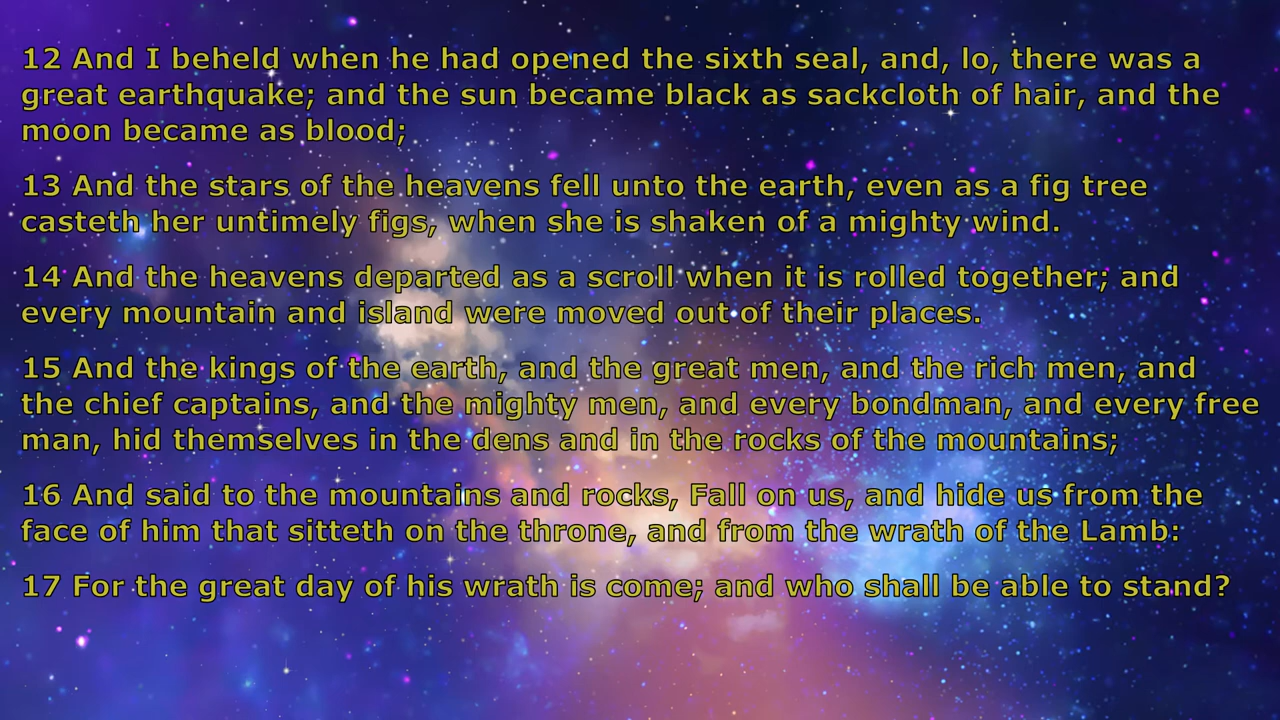 12 And I beheld when he had opened the sixth seal, and, lo, there was a
great earthquake; and the sun became black as sackcloth of hair, and the
moon became as blood;
13 And the stars of the heavens fell unto the earth, even as a fig tree
casteth her untimely figs, when she is shaken of a mighty wind.
14 And the heavens departed as a scroll when it is rolled together; and
every mountain and island were moved out of their places.
15 And the kings of the earth, and the great men, and the rich men, and
the chief captains, and the mighty men, and every bondman, and every free
man, hid themselves in the dens and in the rocks of the mountains;
16 And said to the mountains and rocks, Fall on us, and hide us from the
face of him that sitteth on the throne, and from the wrath of the Lamb:
17 For the great day of his wrath is come; and who shall be able to stand?